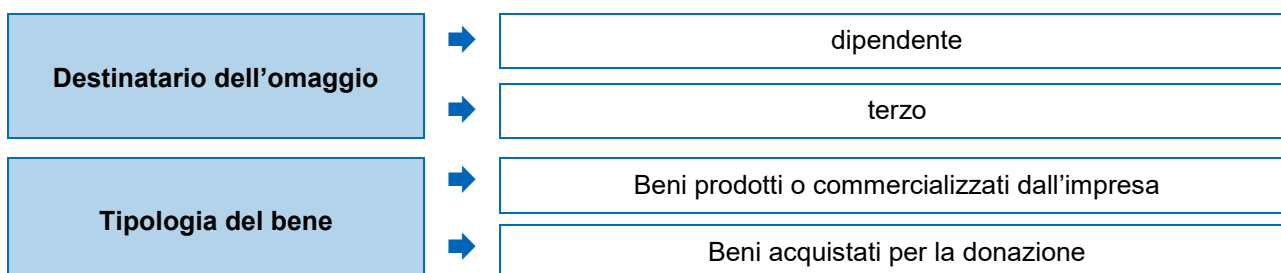 Destinatario dell’omaggio
dipendente
terzo
Tipologia del bene
Beni prodotti o commercializzati dall’impresa
Beni acquistati per la donazione